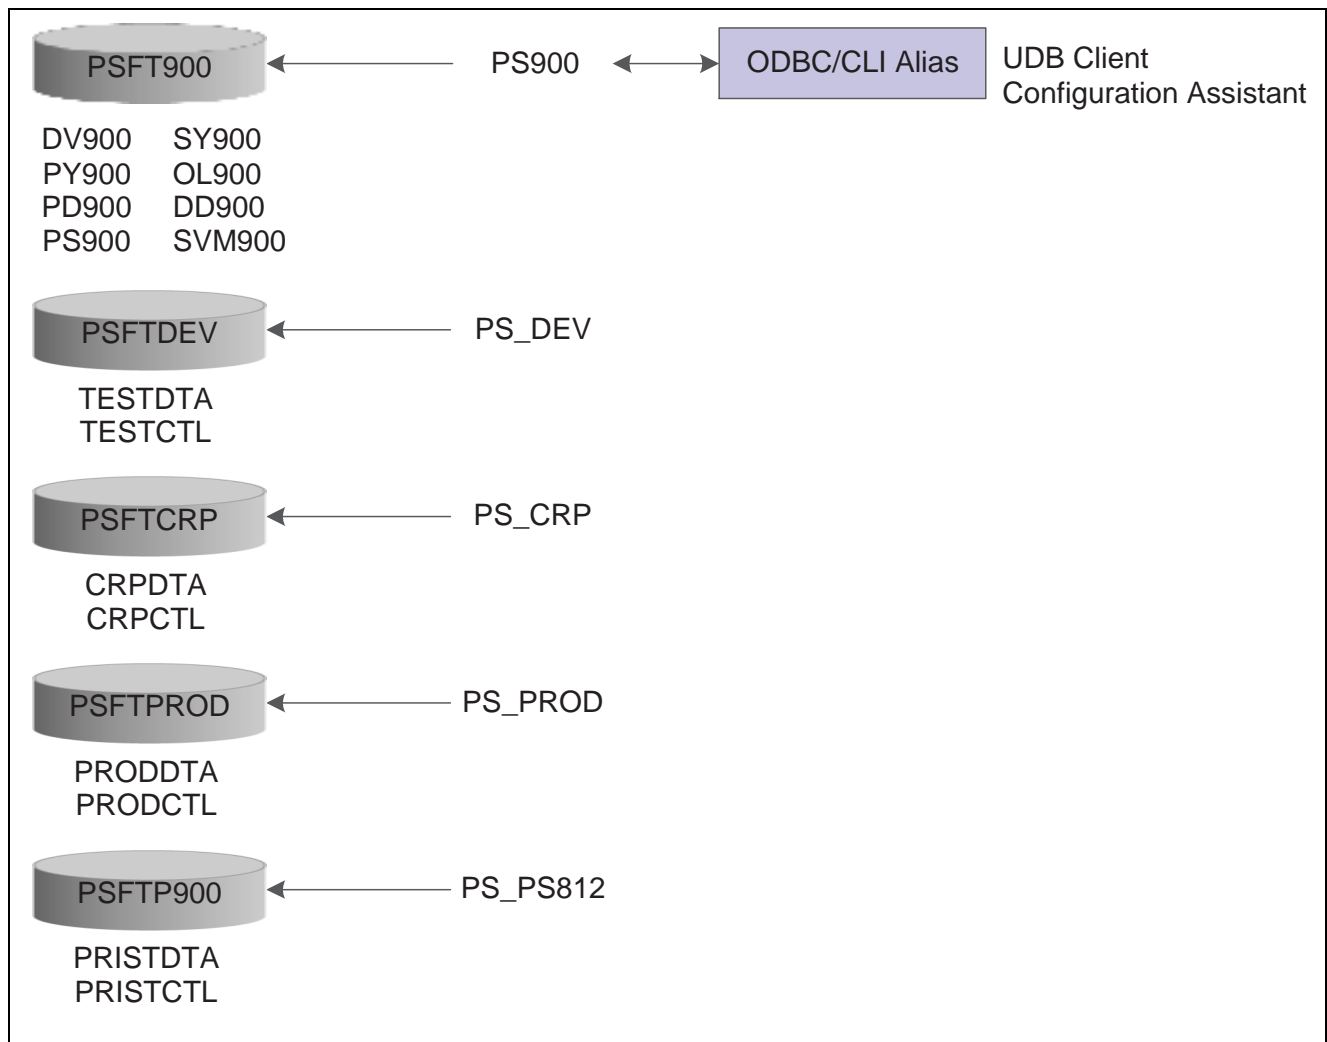 PSFT900
PS900
ODBC/CLI Alias
UDB Client
Configuration Assistant
DV900 SY900
PY900 OL900
PD900 DD900
PS900 SVM900
PSFTDEV
PS_DEV
TESTDTA
TESTCTL
PSFTCRP
PS_CRP
CRPDTA
CRPCTL
PSFTPROD
PS_PROD
PRODDTA
PRODCTL
PSFTP900
PS_PS812
PRISTDTA
PRISTCTL